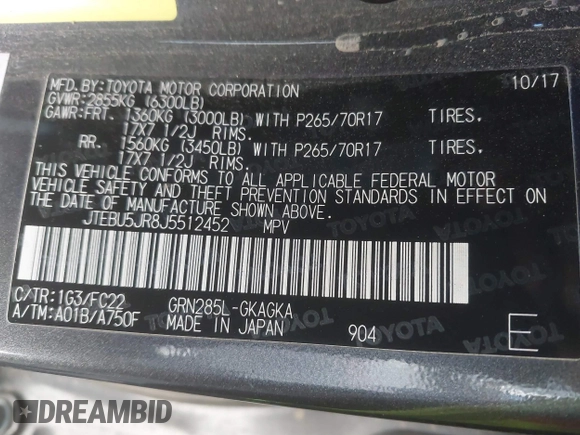 MFD. BY: TOYOTA MOTOR CORPORATION 10/17
GVWR: 2855KG (6300LB)
GAWR: FRT. 1360KG (3000LB) WITH P265/70R17 TIRES.
17X7 1/2J RIMS.
RR. 1560KG (3450LB) WITH P265/70R17 TIRES.
17X7 1/2J RIMS.
THIS VEHICLE CONFORMS TO ALL APPLICABLE FEDERAL MOTOR
VEHICLE SAFETY AND THEFT PREVENTION STANDARDS IN EFFECT ON
THE DATE OF MANUFACTURE SHOWN ABOVE.
JTEBU5JR8J5512452 MPV
C/TR: 1G3/FC22 GRN285L-GKAGKA
A/TM: A01B/A750F MADE IN JAPAN 904 E
DREAMBID
dreambid.com